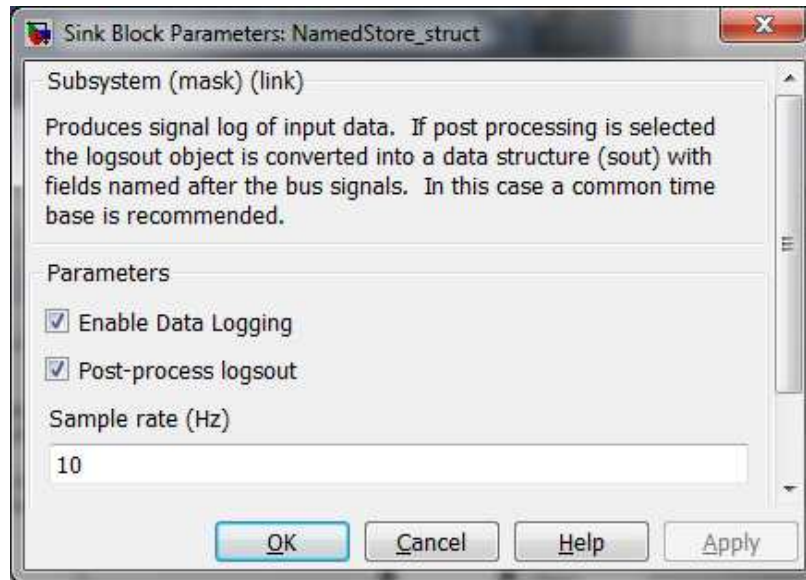 Sink Block Parameters: NamedStore_struct
Subsystem (mask) (link)
Produces signal log of input data. If post processing is selected
the logsout object is converted into a data structure (sout) with
fields named after the bus signals. In this case a common time
base is recommended.
Parameters
Enable Data Logging
Post-process logsout
Sample rate (Hz)
10
OK Cancel Help Apply